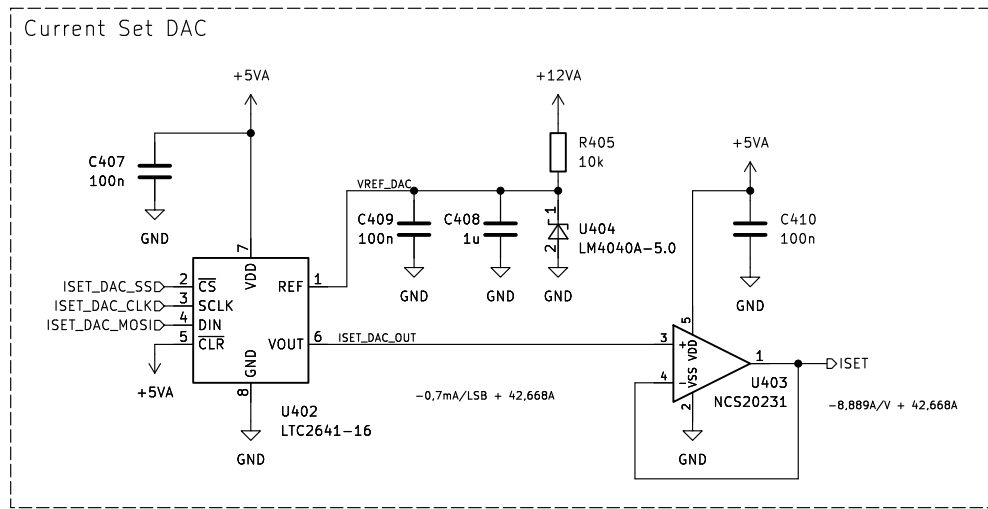 Current Set DAC
+5VA
+12VA
+5VA
R405
10k
C407
100n
VREF_DAC
C409
100n
C408
1u
1
2
U404
LM4040A-5.0
C410
100n
GND
GND
GND
GND
GND
7
VDD
ISET_DAC_SS
2
CS
REF
1
ISET_DAC_CLK
3
SCLK
ISET_DAC_MOSI
4
DIN
5
CLR
VOUT
6
ISET_DAC_OUT
GND
8
+5VA
U402
LTC2641-16
GND
-0,7mA/LSB + 42,668A
3
+
4
-
5
VDD
VSS
2
1
U403
NCS20231
GND
ISET
-8,889A/V + 42,668A